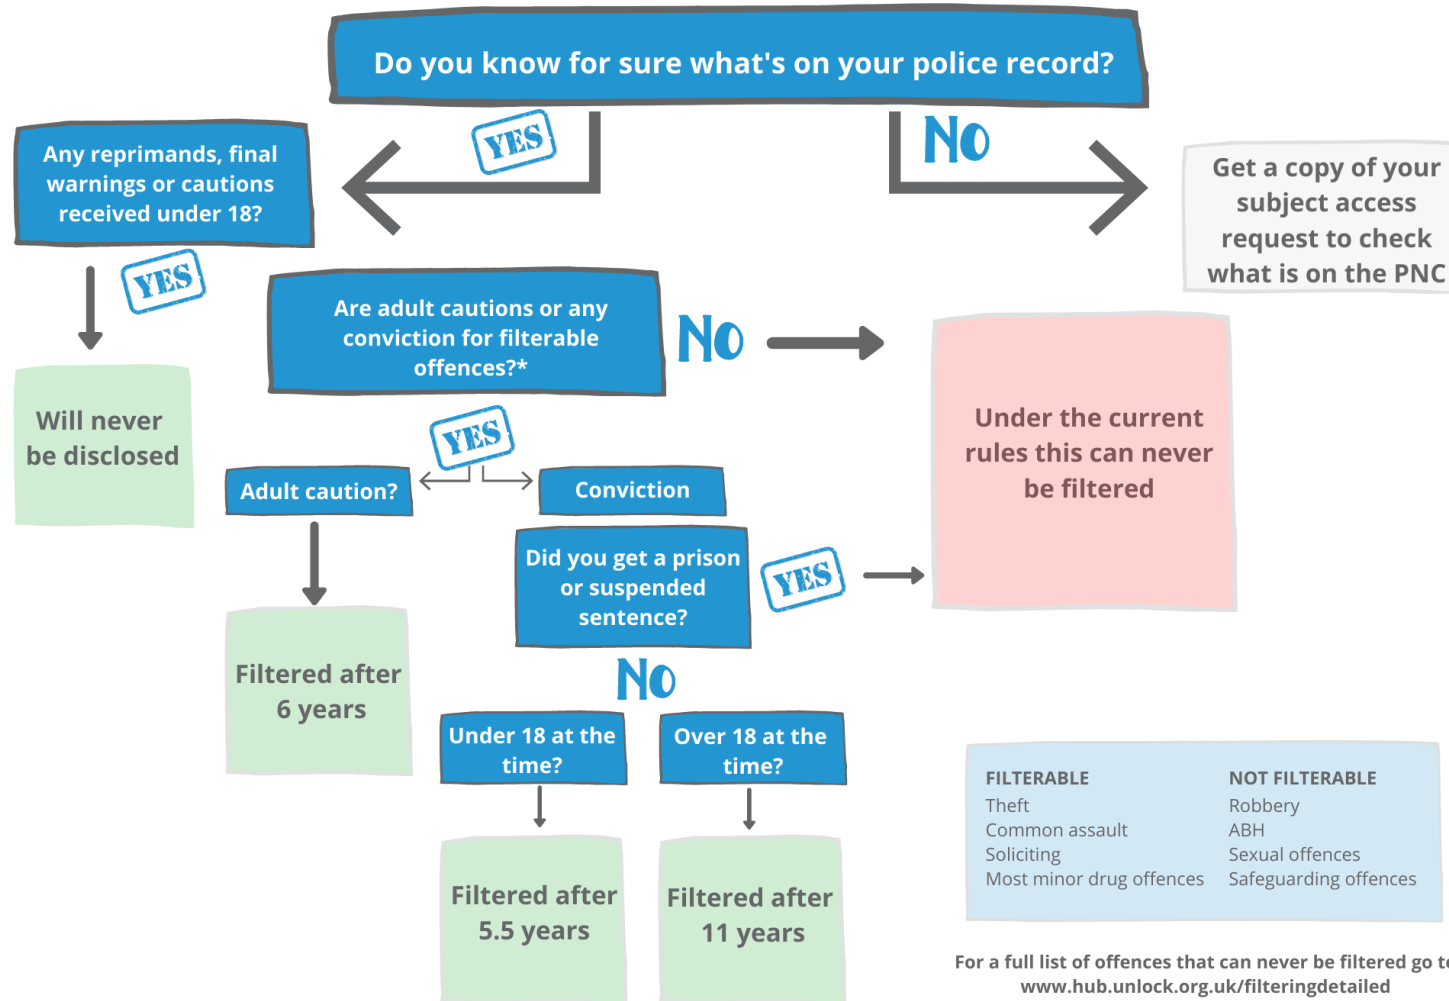 Do you know for sure what's on your police record?
YES
NO
Any reprimands, final
warnings or cautions
received under 18?
Get a copy of your
subject access
request to check
what is on the PNC
YES
Will never
be disclosed
Are adult cautions or any
conviction for filterable
offences?*
NO
Under the current
rules this can never
be filtered
YES
Adult caution?
Conviction
Filtered after
6 years
Did you get a prison
or suspended
sentence?
YES
NO
Under 18 at the
time?
Over 18 at the
time?
Filtered after
5.5 years
Filtered after
11 years
FILTERABLE
Theft
Common assault
Soliciting
Most minor drug offences
NOT FILTERABLE
Robbery
ABH
Sexual offences
Safeguarding offences
For a full list of offences that can never be filtered go to
www.hub.unlock.org.uk/filteringdetailed